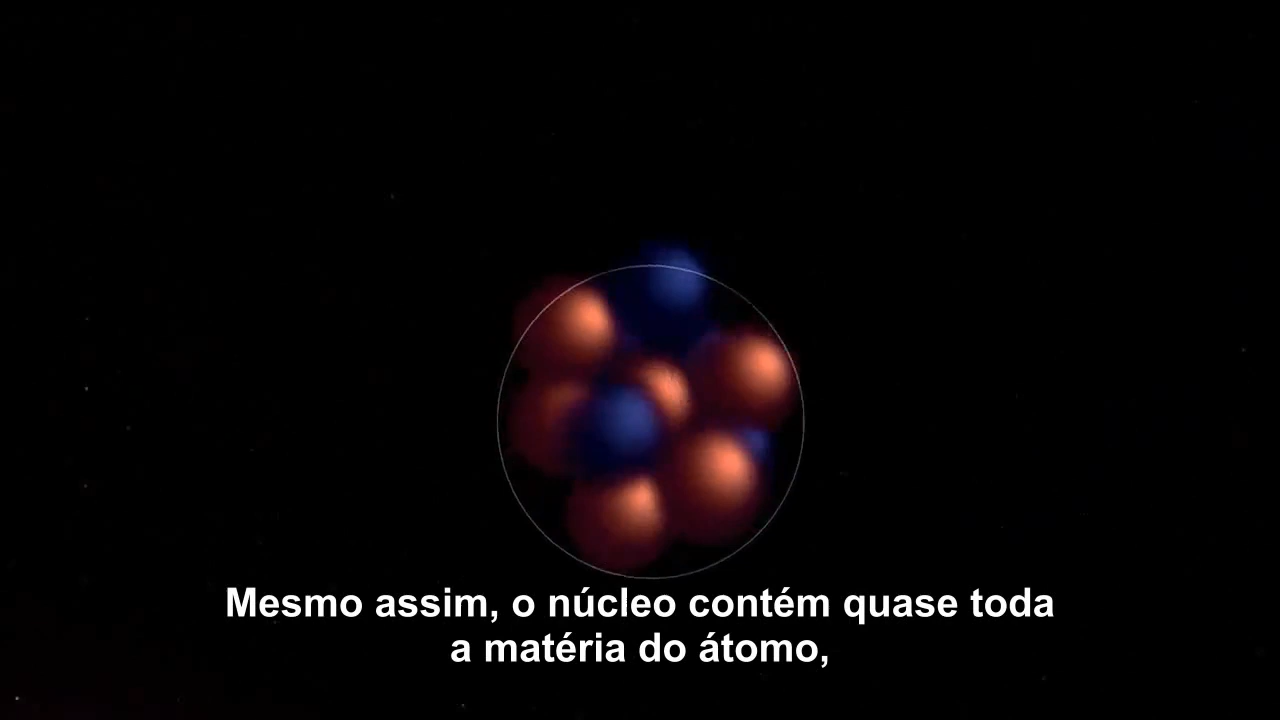 Mesmo assim, o núcleo contém quase toda
a matéria do átomo,